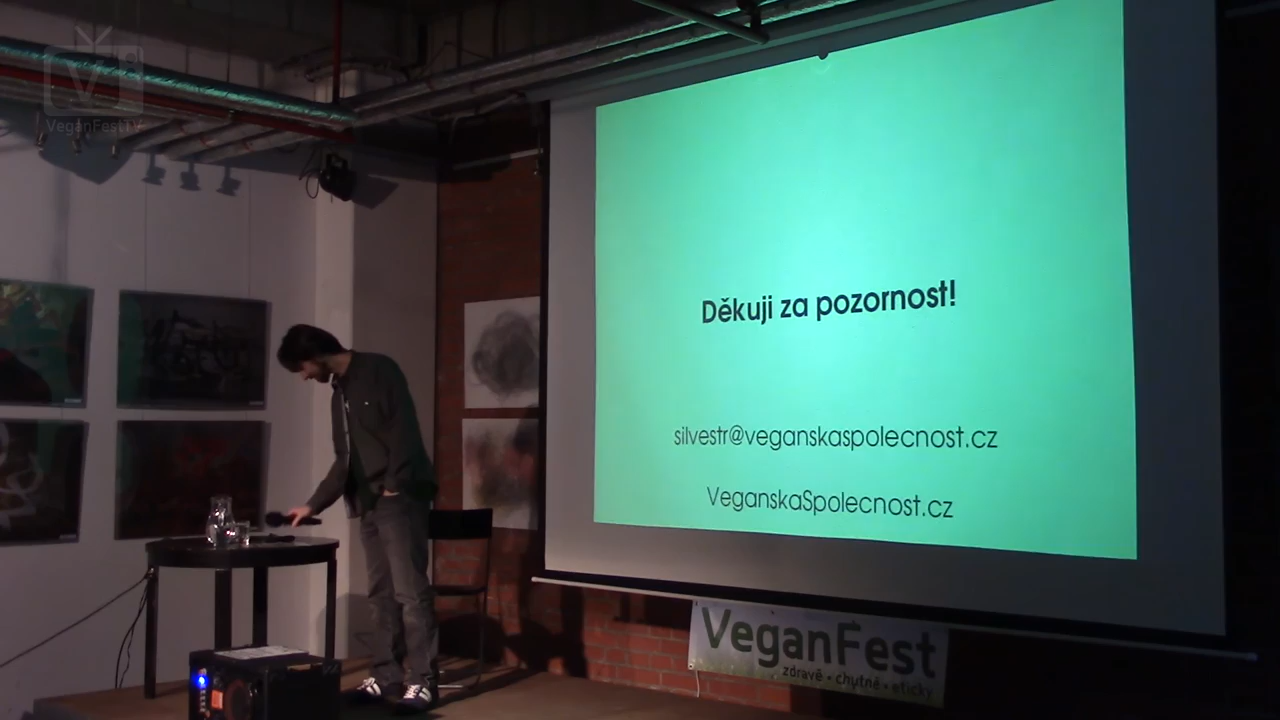 VeganFestTV
Děkuji za pozornost!
silvestr@veganskaspolecnost.cz
VeganskaSpolecnost.cz
VeganFest
zdravě • chutně • eticky